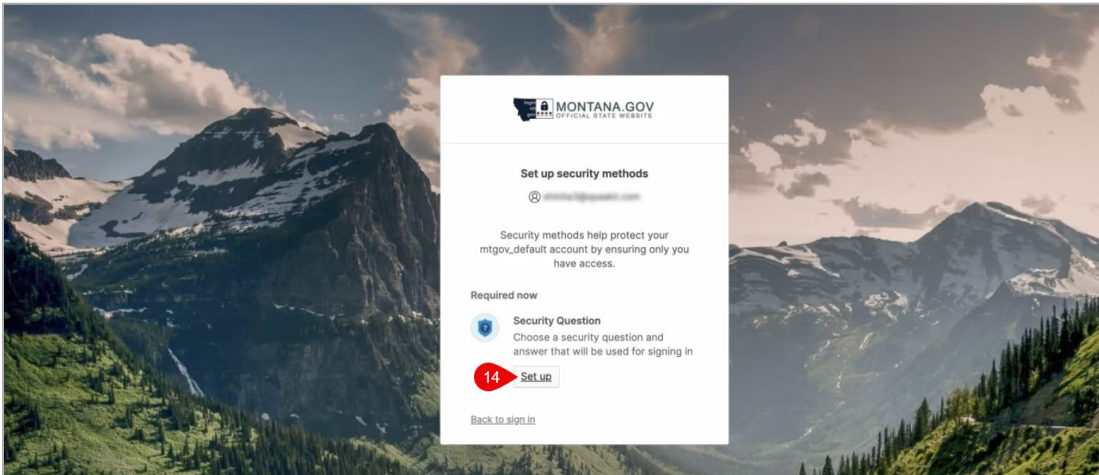 MONTANA.GOV
OFFICIAL STATE WEBSITE
Set up security methods
Security methods help protect your
mtgov_default account by ensuring only you
have access.
Required now
Security Question
Choose a security question and
answer that will be used for signing in
14
Set up
Back to sign in